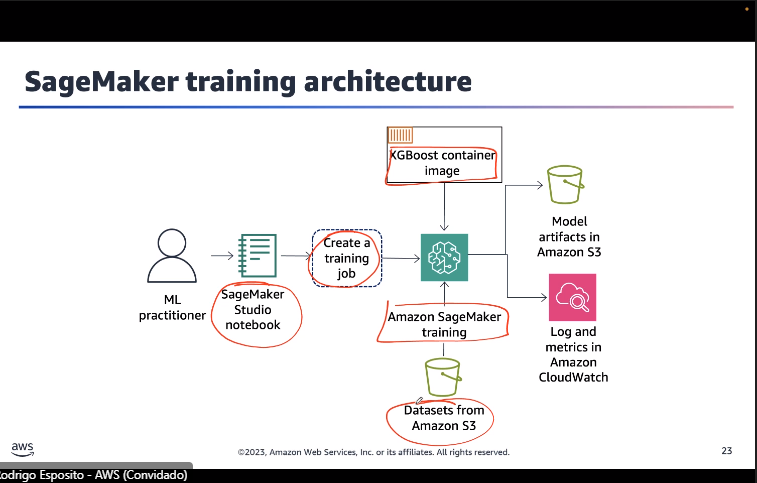 SageMaker training architecture
XGBoost container
image
Create a
training
job
Model
artifacts in
Amazon S3
ML
practitioner
SageMaker
Studio
notebook
Amazon SageMaker
training
Log and
metrics in
Amazon
CloudWatch
Datasets from
Amazon S3
aws
©2023, Amazon Web Services, Inc. or its affiliates. All rights reserved.
23
odrigo Esposito - AWS (Convidado)